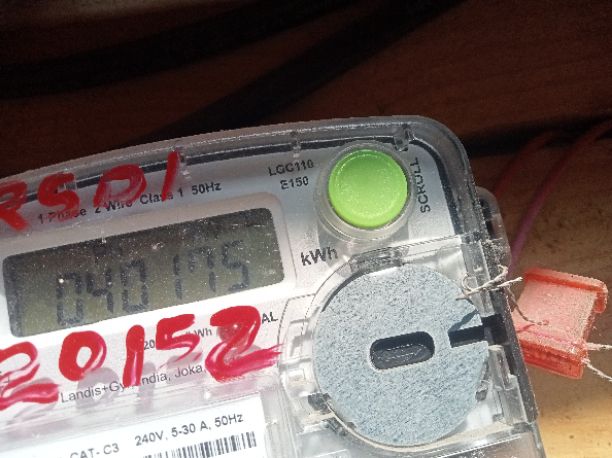 LGC110
E150
SCROLL
RSD1
1 Phase 2 Wire Class 1 50Hz
kWh
040175
20152
Landis+Gyr India, Joka
CAT- C3 240V, 5-30 A, 50Hz